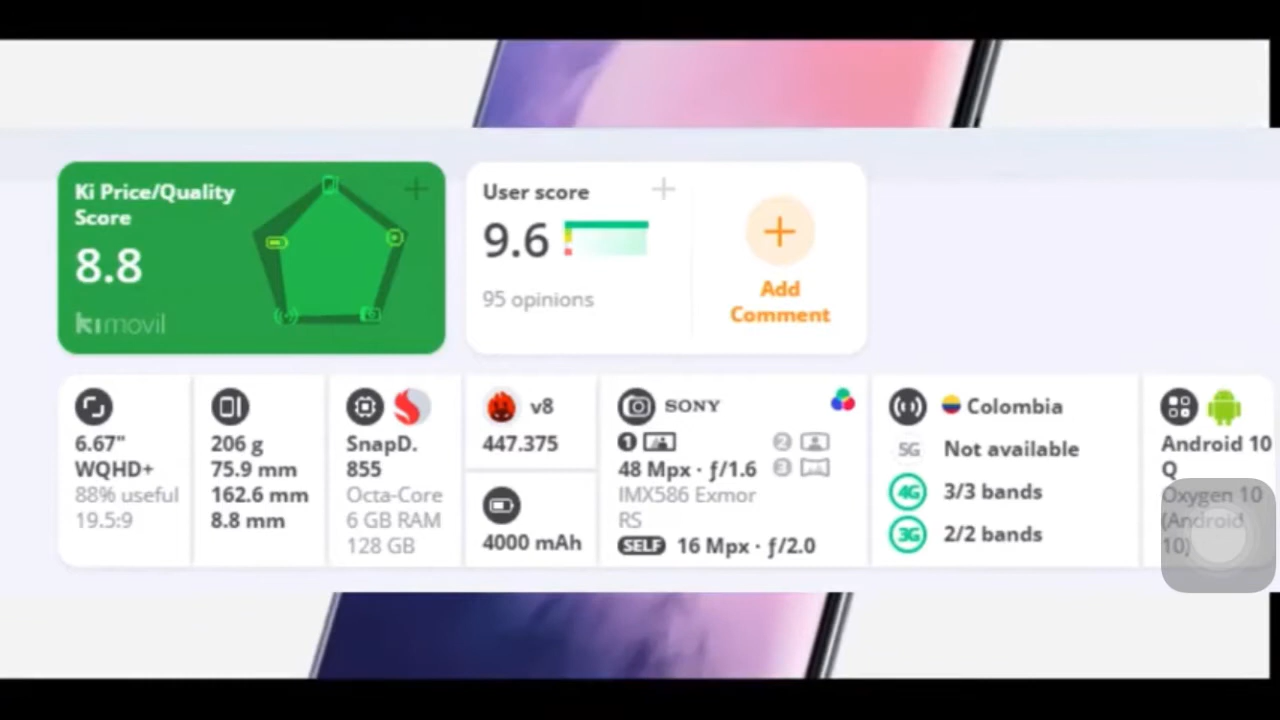 Ki Price/Quality
Score
8.8
kimovil
User score
9.6
95 opinions
Add
Comment
6.67"
WQHD+
88% useful
19.5:9
206 g
75.9 mm
162.6 mm
8.8 mm
SnapD.
855
Octa-Core
6 GB RAM
128 GB
v8
447.375
4000 mAh
SONY
1
2
48 Mpx · ƒ/1.6
3
IMX586 Exmor
RS
SELF 16 Mpx · ƒ/2.0
Colombia
5G Not available
4G 3/3 bands
3G 2/2 bands
Android 10
Q
Oxygen 10
(Android
10)